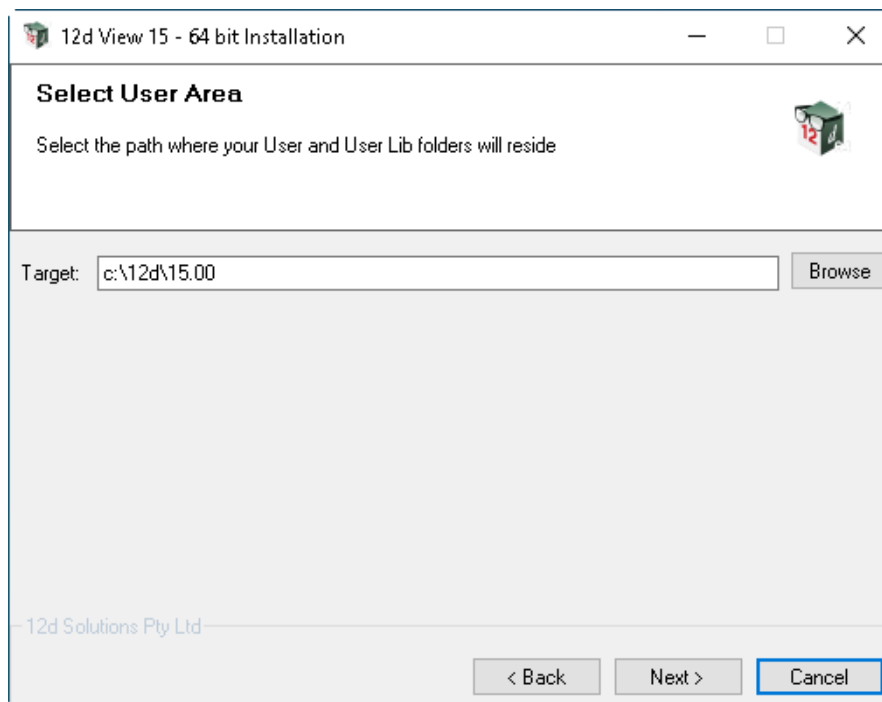 12d View 15 - 64 bit Installation
Select User Area
Select the path where your User and User Lib folders will reside
12 d
Target: c:\12d\15.00 Browse
12d Solutions Pty Ltd
< Back Next > Cancel